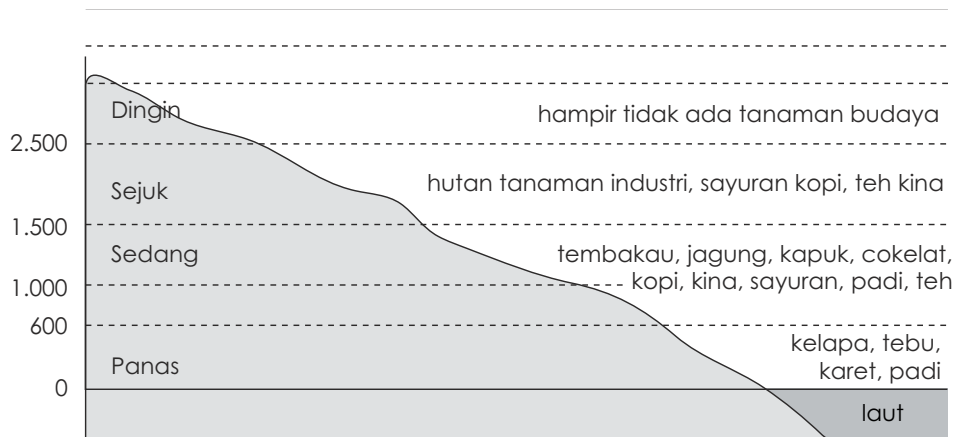 Dingin
hampir tidak ada tanaman budaya
2.500
Sejuk
hutan tanaman industri, sayuran kopi, teh kina
1.500
Sedang
tembakau, jagung, kapuk, cokelat,
kopi, kina, sayuran, padi, teh
1.000
600
kelapa, tebu,
karet, padi
Panas
0
laut